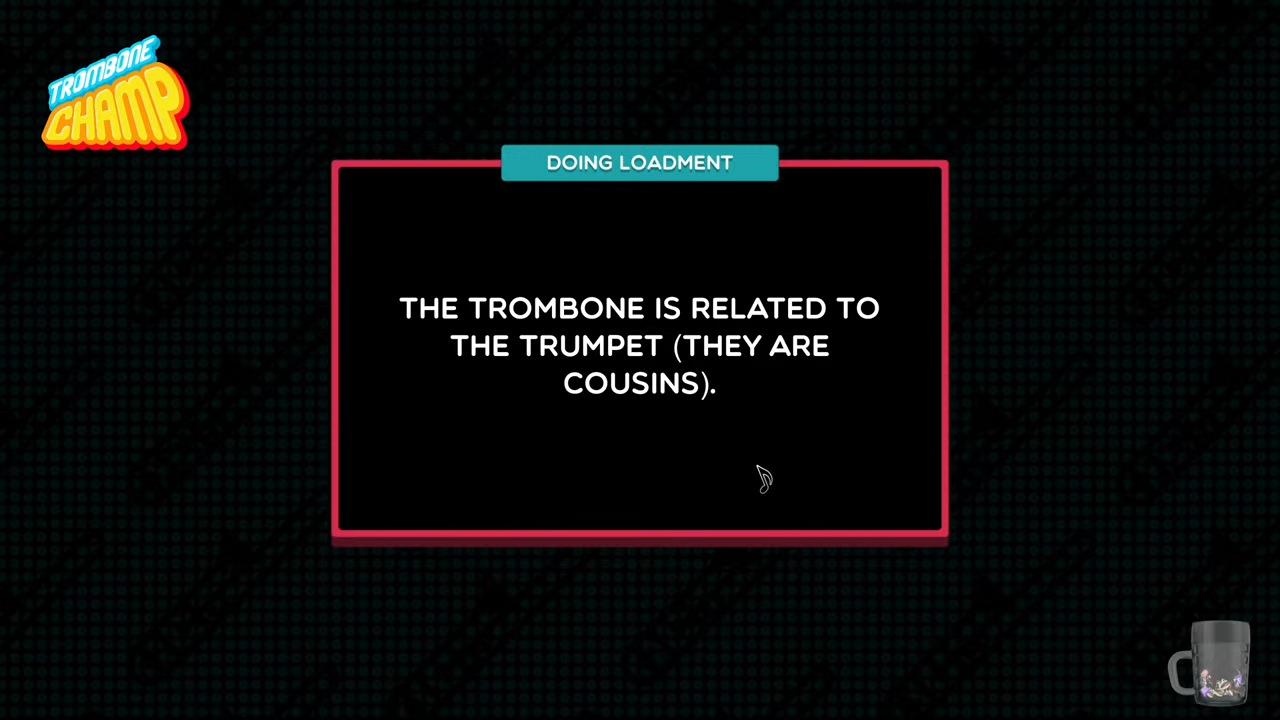 TROMBONE
CHAMP
DOING LOADMENT
THE TROMBONE IS RELATED TO
THE TRUMPET (THEY ARE
COUSINS).